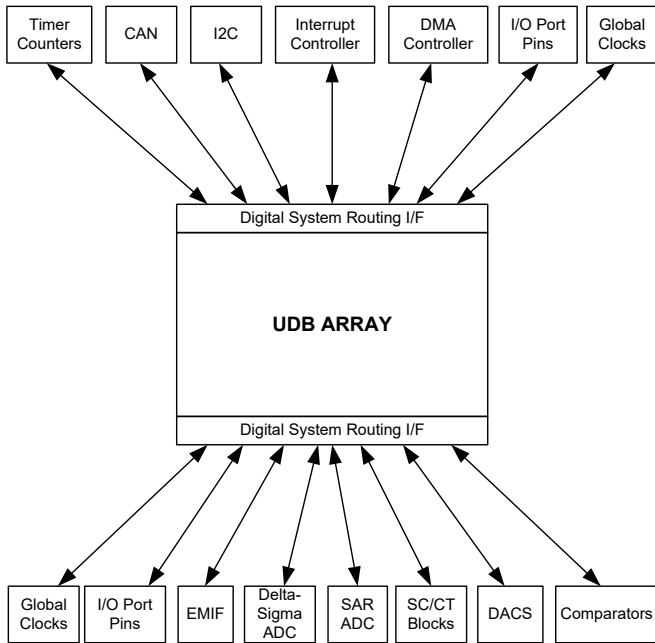 Timer
Counters
CAN
I2C
Interrupt
Controller
DMA
Controller
I/O Port
Pins
Global
Clocks
Digital System Routing I/F
UDB ARRAY
Digital System Routing I/F
Global
Clocks
I/O Port
Pins
EMIF
Delta-
Sigma
ADC
SAR
ADC
SC/CT
Blocks
DACS
Comparators